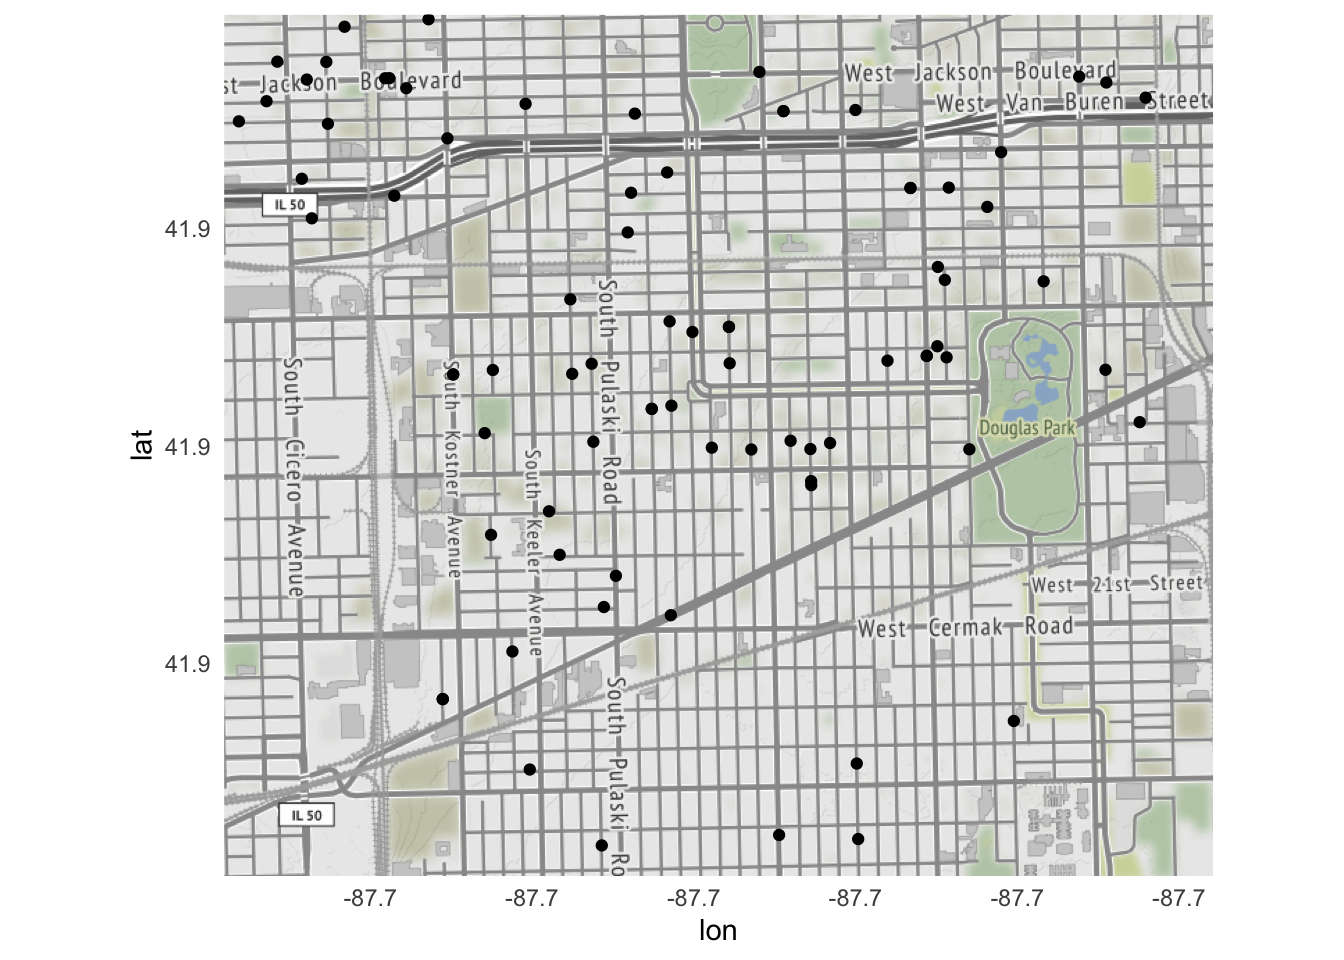 West Jackson Boulevard
st Jackson Boulevard
West Van Buren Street
IL 50
41.9
South Pulaski Road
South Cicero Avenue
South Kostner Avenue
Douglas Park
lat
41.9
South Keeler Avenue
West 21st Street
West Cermak Road
41.9
South Pulaski Ro
IL 50
-87.7 -87.7 -87.7 -87.7 -87.7 -87.7
lon